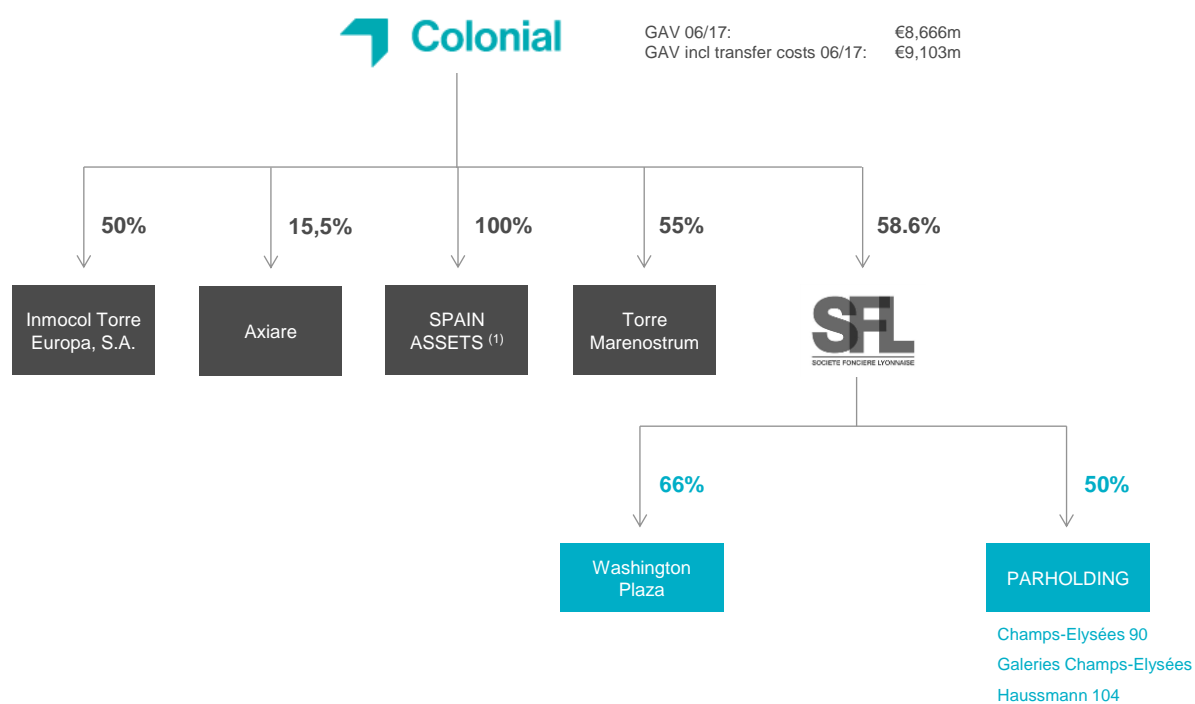 Colonial
GAV 06/17: €8,666m
GAV incl transfer costs 06/17: €9,103m
50%
15,5%
100%
55%
58.6%
Inmocol Torre
Europa, S.A.
Axiare
SPAIN
ASSETS (1)
Torre
Marenostrum
SFL
SOCIETE FONCIERE LYONNAISE
66%
50%
Washington
Plaza
PARHOLDING
Champs-Elysées 90
Galeries Champs-Elysées
Haussmann 104